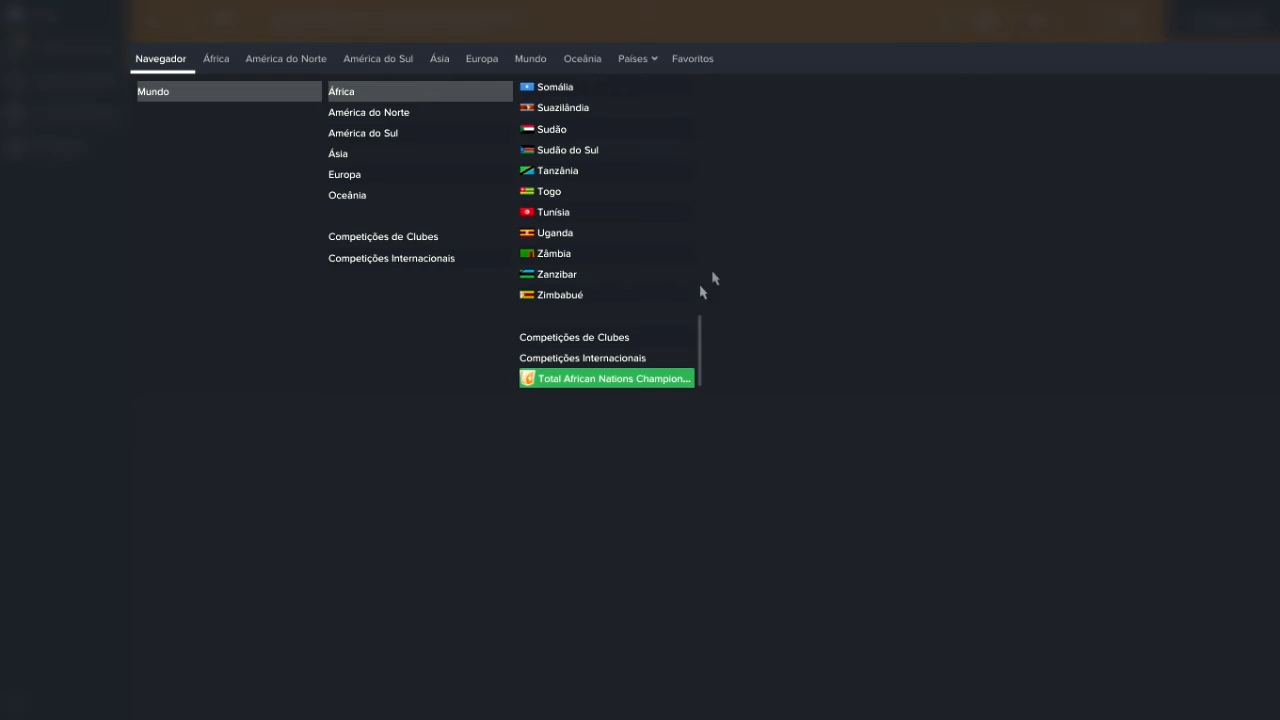 Navegador África América do Norte América do Sul Ásia Europa Mundo Oceânia Países Favoritos
Mundo
África
América do Norte
América do Sul
Ásia
Europa
Oceânia
Competições de Clubes
Competições Internacionais
Somália
Suazilândia
Sudão
Sudão do Sul
Tanzânia
Togo
Tunísia
Uganda
Zâmbia
Zanzibar
Zimbabué
Competições de Clubes
Competições Internacionais
Total African Nations Champion...